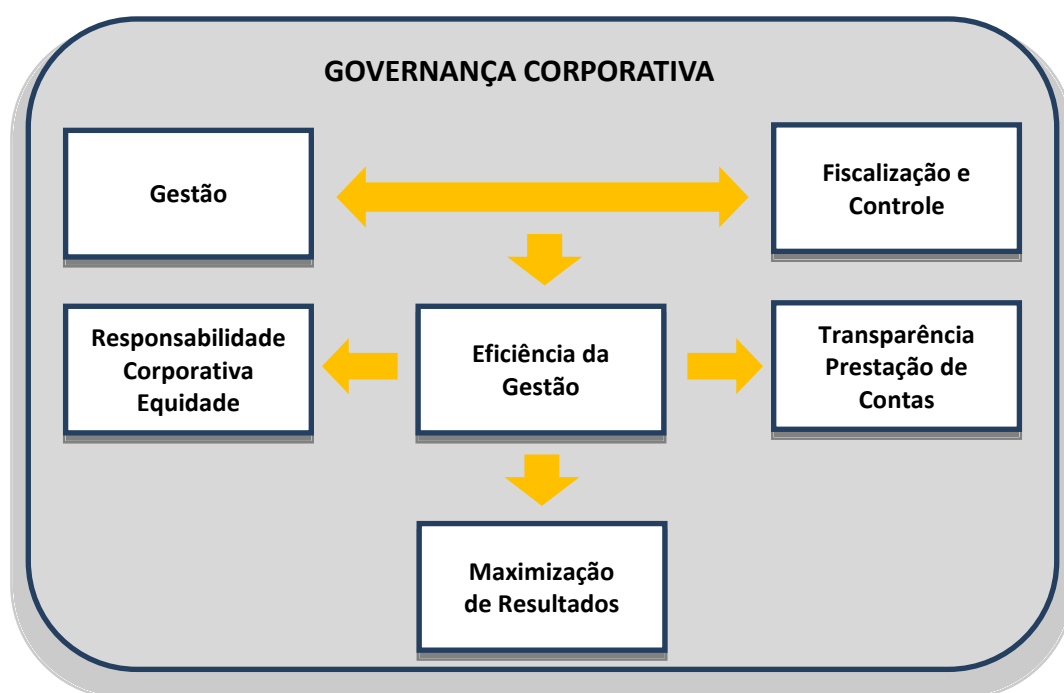 GOVERNANÇA CORPORATIVA
Gestão
Fiscalização e
Controle
Responsabilidade
Corporativa
Equidade
Eficiência da
Gestão
Transparência
Prestação de
Contas
Maximização
de Resultados